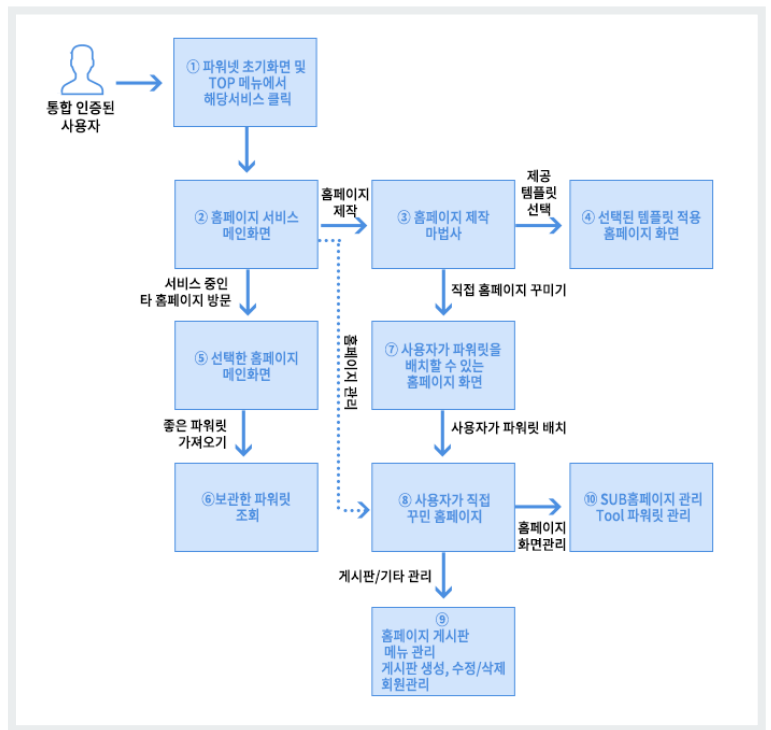 통합 인증된
사용자
① 파워넷 초기화면 및
TOP 메뉴에서
해당서비스 클릭
② 홈페이지 서비스
메인화면
홈페이지
제작
③ 홈페이지 제작
마법사
제공
템플릿
선택
④ 선택된 템플릿 적용
홈페이지 화면
서비스 중인
타 홈페이지 방문
직접 홈페이지 꾸미기
⑤ 선택한 홈페이지
메인화면
홈페이지 관리
⑦ 사용자가 파워릿을
배치할 수 있는
홈페이지 화면
좋은 파워릿
가져오기
사용자가 파워릿 배치
⑥보관한 파워릿
조회
⑧ 사용자가 직접
꾸민 홈페이지
홈페이지
화면관리
⑩ SUB홈페이지 관리
Tool 파워릿 관리
게시판/기타 관리
⑨
홈페이지 게시판
메뉴 관리
게시판 생성, 수정/삭제
회원관리